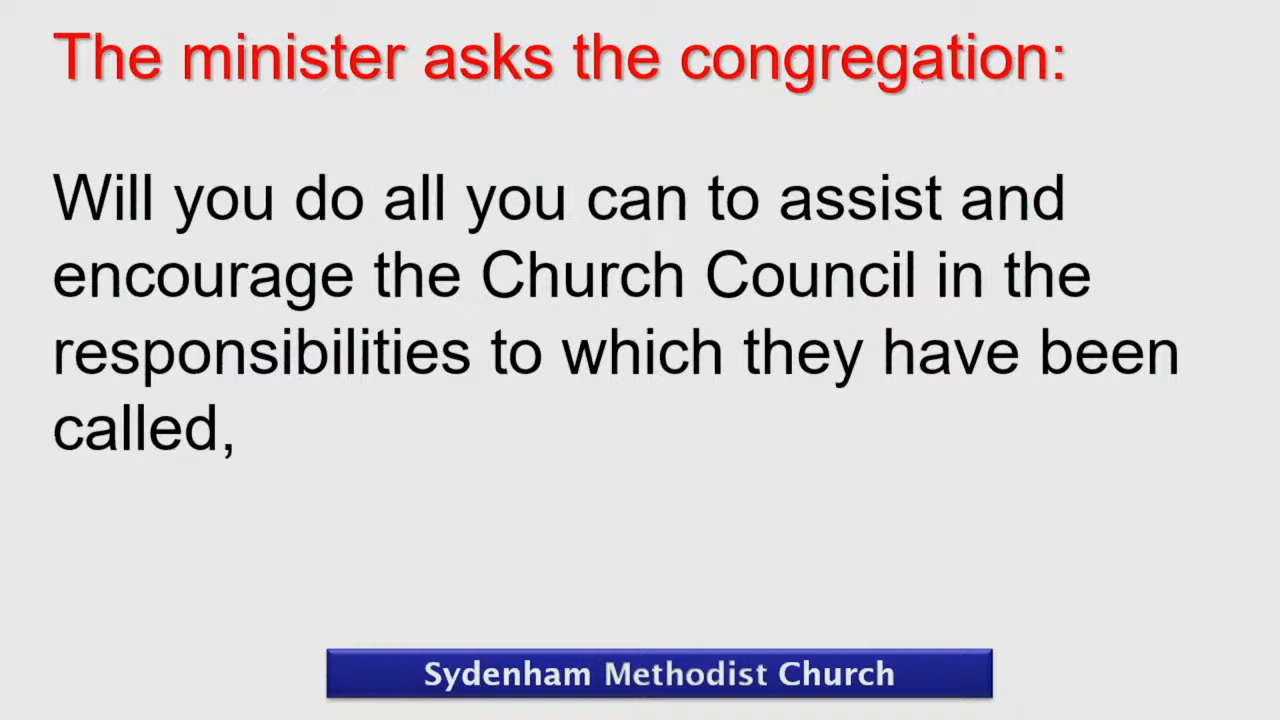 The minister asks the congregation:
Will you do all you can to assist and
encourage the Church Council in the
responsibilities to which they have been
called,
Sydenham Methodist Church